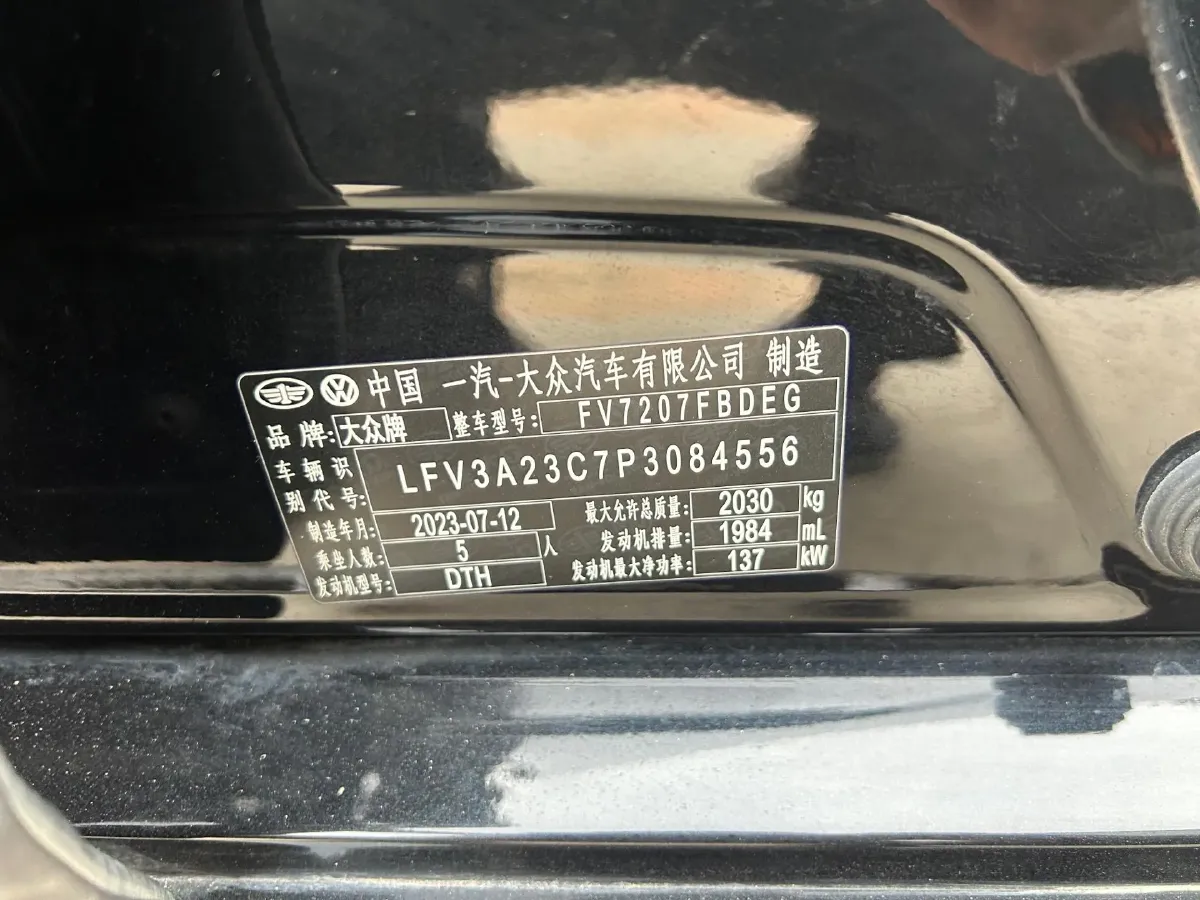 中国 一汽-大众汽车有限公司 制造
品牌: 大众牌 整车型号: FV7207FBDEG
车辆识别代号: LFV3A23C7P3084556
制造年月: 2023-07-12 最大允许总质量: 2030 kg
乘坐人数: 5 人 发动机排量: 1984 mL
发动机型号: DTH 发动机最大净功率: 137 kW